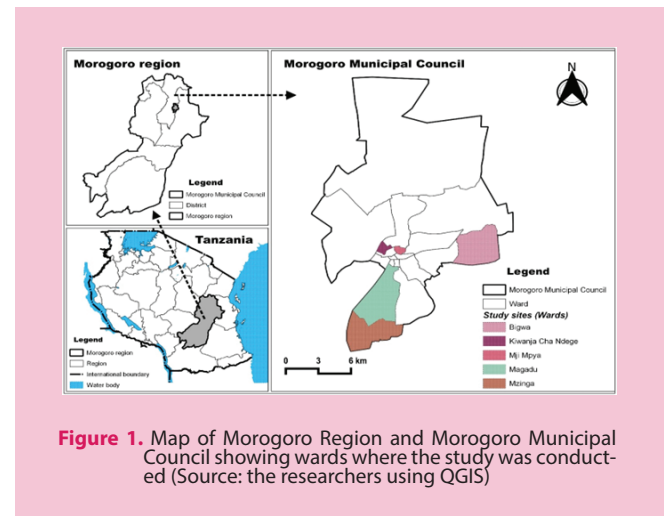 Morogoro region
Legend
Morogoro Municipal Council
District
Morogoro region
Tanzania
Legend
Morogoro region
Region
International boundary
Water body
Morogoro Municipal Council
N
Legend
Morogoro Municipal Council
Ward
Study sites (Wards)
Bigwa
Kiwanja Cha Ndege
Mji Mpya
Magadu
Mzinga
0 3 6 km
Figure 1. Map of Morogoro Region and Morogoro Municipal
Council showing wards where the study was conduct-
ed (Source: the researchers using QGIS)